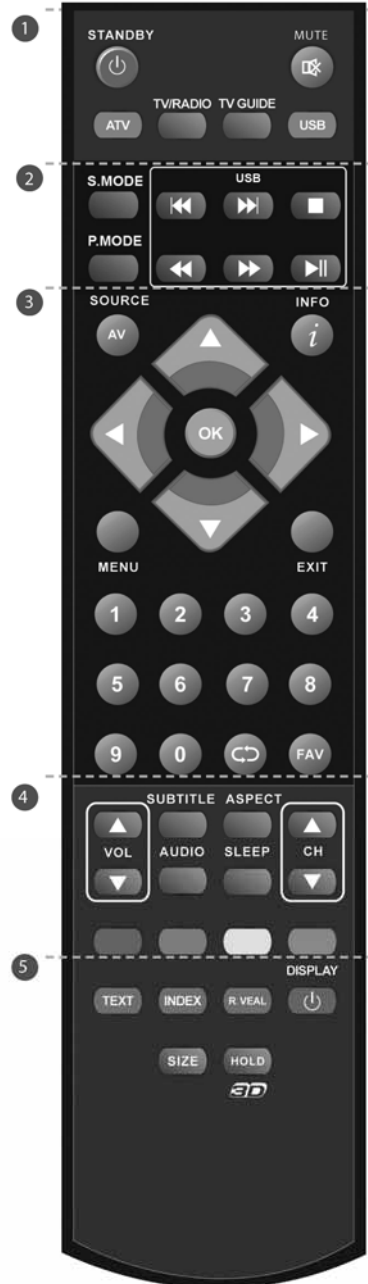 1
STANDBY MUTE
TV/RADIO TV GUIDE
ATV USB
2
S.MODE USB
P.MODE
3
SOURCE INFO
AV i
OK
MENU EXIT
1 2 3 4
5 6 7 8
9 0 FAV
4
SUBTITLE ASPECT
VOL AUDIO SLEEP CH
5
DISPLAY
TEXT INDEX R.VEAL
SIZE HOLD
3D